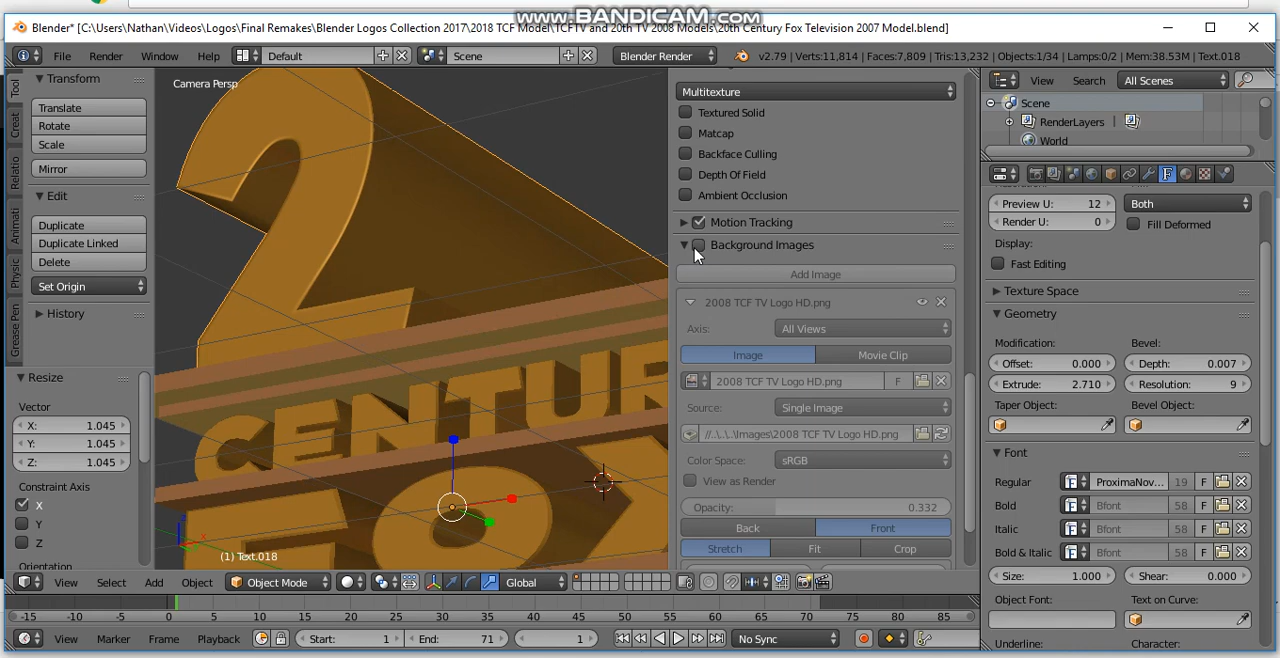 www.BANDICAM.com
Blender* [C:\Users\Nathan\Videos\Logos\Final Remakes\Blender Logos Collection 2017\2018 TCF Model\TCFTV and 20th TV 2008 Models\20th Century Fox Television 2007 Model.blend]
File Render Window Help Default Scene Blender Render v2.79 | Verts:11,814 | Faces:7,809 | Tris:13,232 | Objects:1/34 | Lamps:0/2 | Mem:38.53M | Text.018
Tool
Creat
Relatio
Animati
Physic
Grease Pen
Transform
Translate
Rotate
Scale
Mirror
Edit
Duplicate
Duplicate Linked
Delete
Set Origin
History
Resize
Vector
X: 1.045
Y: 1.045
Z: 1.045
Constraint Axis
X
Y
Z
Orientation
Camera Persp
2
CENTUR
FOX
(1) Text.018
Multitexture
Textured Solid
Matcap
Backface Culling
Depth Of Field
Ambient Occlusion
Motion Tracking
Background Images
Add Image
2008 TCF TV Logo HD.png
Axis: All Views
Image Movie Clip
2008 TCF TV Logo HD.png F
Source: Single Image
//..\..\..\Images\2008 TCF TV Logo HD.png
Color Space: sRGB
View as Render
Opacity: 0.332
Back Front
Stretch Fit Crop
View Search All Scenes
Scene
RenderLayers |
World
Preview U: 12 Both
Render U: 0 Fill Deformed
Display:
Fast Editing
Texture Space
Geometry
Modification: Bevel:
Offset: 0.000 Depth: 0.007
Extrude: 2.710 Resolution: 9
Taper Object: Bevel Object:
Font
Regular ProximaNov... 19 F
Bold Bfont 58 F
Italic Bfont 58 F
Bold & Italic Bfont 58 F
Size: 1.000 Shear: 0.000
Object Font: Text on Curve:
Underline: Character:
View Select Add Object Object Mode Global
-15 -10 -5 0 5 10 15 20 25 30 35 40 45 50 55 60 65 70 75 80 85
View Marker Frame Playback Start: 1 End: 71 1 No Sync